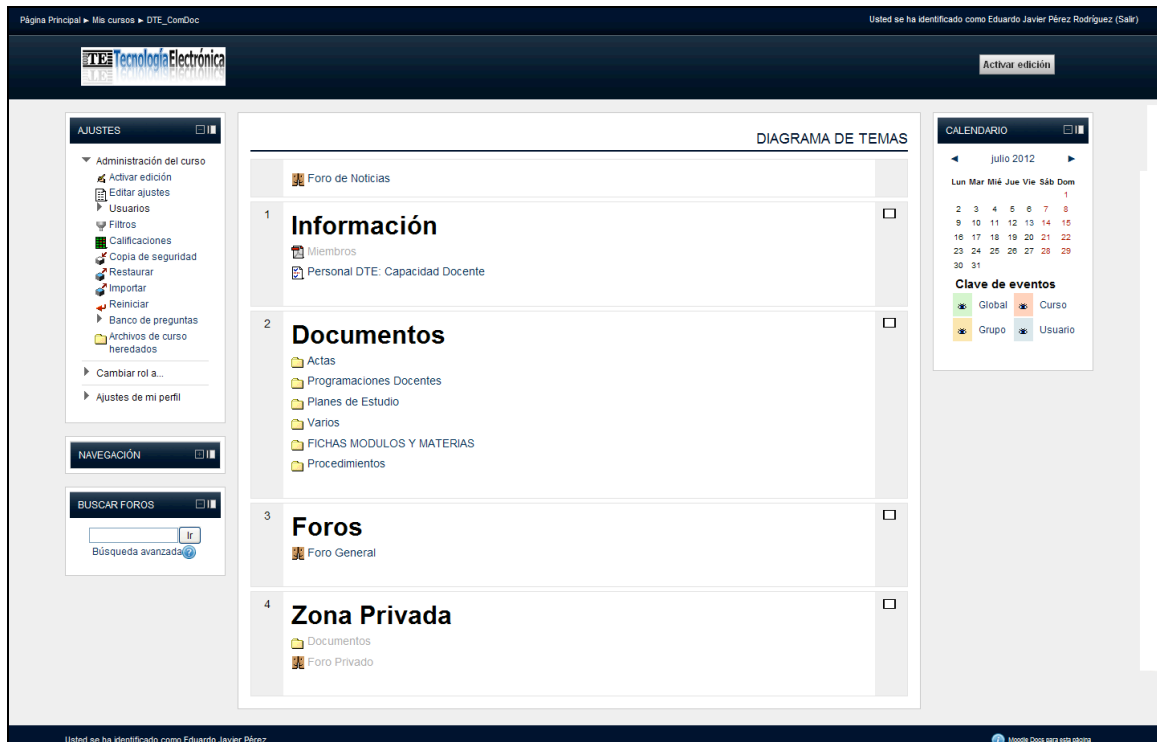 Página Principal ► Mis cursos ► DTE_ComDoc
Usted se ha identificado como Eduardo Javier Pérez Rodríguez (Salir)
TE TecnologíaElectrónica
Activar edición
AJUSTES
Administración del curso
Activar edición
Editar ajustes
Usuarios
Filtros
Calificaciones
Copia de seguridad
Restaurar
Importar
Reiniciar
Banco de preguntas
Archivos de curso
heredados
Cambiar rol a...
Ajustes de mi perfil
NAVEGACIÓN
BUSCAR FOROS
Ir
Búsqueda avanzada
DIAGRAMA DE TEMAS
Foro de Noticias
1
Información
Miembros
Personal DTE: Capacidad Docente
2
Documentos
Actas
Programaciones Docentes
Planes de Estudio
Varios
FICHAS MODULOS Y MATERIAS
Procedimientos
3
Foros
Foro General
4
Zona Privada
Documentos
Foro Privado
CALENDARIO
◄ julio 2012 ►
Lun Mar Mié Jue Vie Sáb Dom
1
2 3 4 5 6 7 8
9 10 11 12 13 14 15
16 17 18 19 20 21 22
23 24 25 26 27 28 29
30 31
Clave de eventos
Global Curso
Grupo Usuario
Usted se ha identificado como Eduardo Javier Pérez
Moodle Docs para esta página